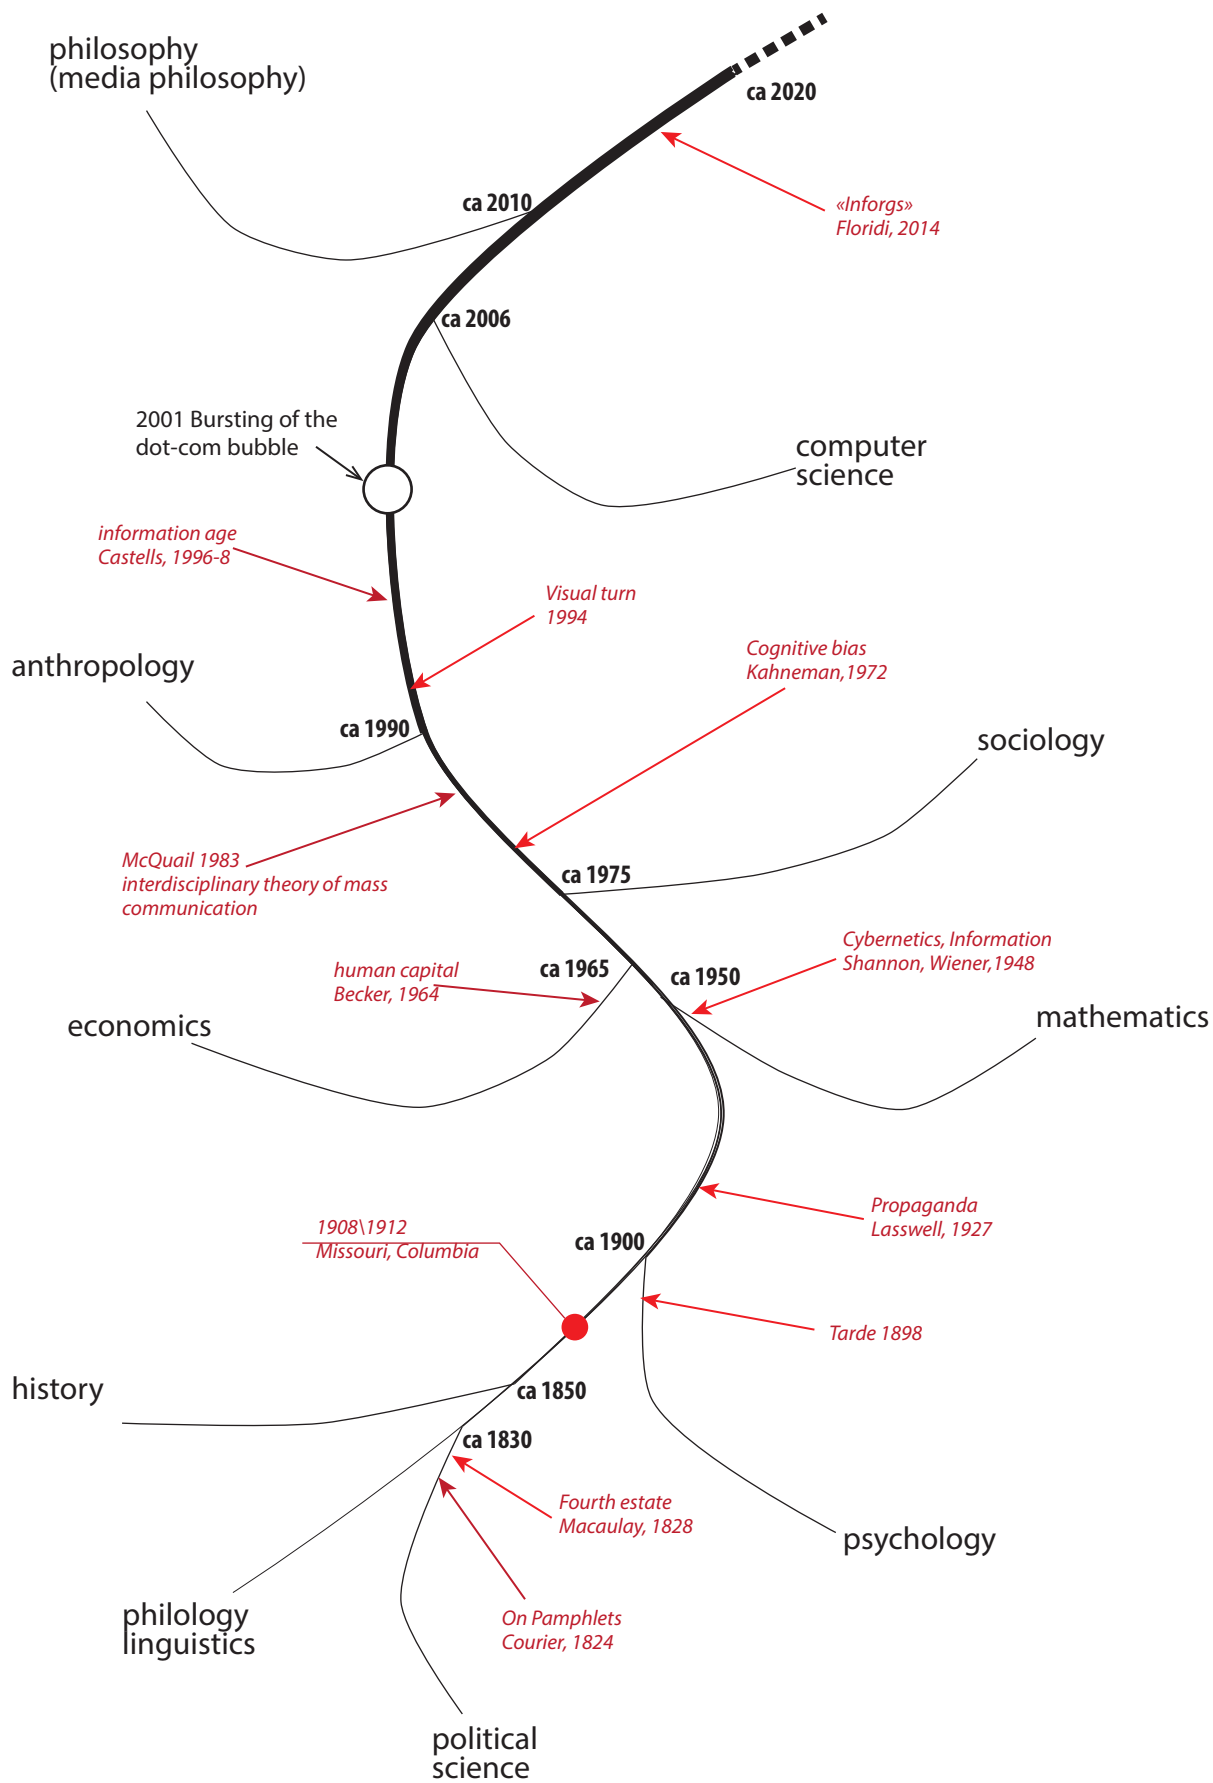 philosophy
(media philosophy)
ca 2020
ca 2010
«Inforgs»
Floridi, 2014
ca 2006
2001 Bursting of the
dot-com bubble
computer
science
information age
Castells, 1996-8
Visual turn
1994
Cognitive bias
Kahneman,1972
anthropology
ca 1990
sociology
McQuail 1983
interdisciplinary theory of mass
communication
ca 1975
Cybernetics, Information
Shannon, Wiener,1948
human capital
Becker, 1964
ca 1965
ca 1950
economics
mathematics
Propaganda
Lasswell, 1927
1908\1912
Missouri, Columbia
ca 1900
Tarde 1898
history
ca 1850
ca 1830
Fourth estate
Macaulay, 1828
psychology
philology
linguistics
On Pamphlets
Courier, 1824
political
science